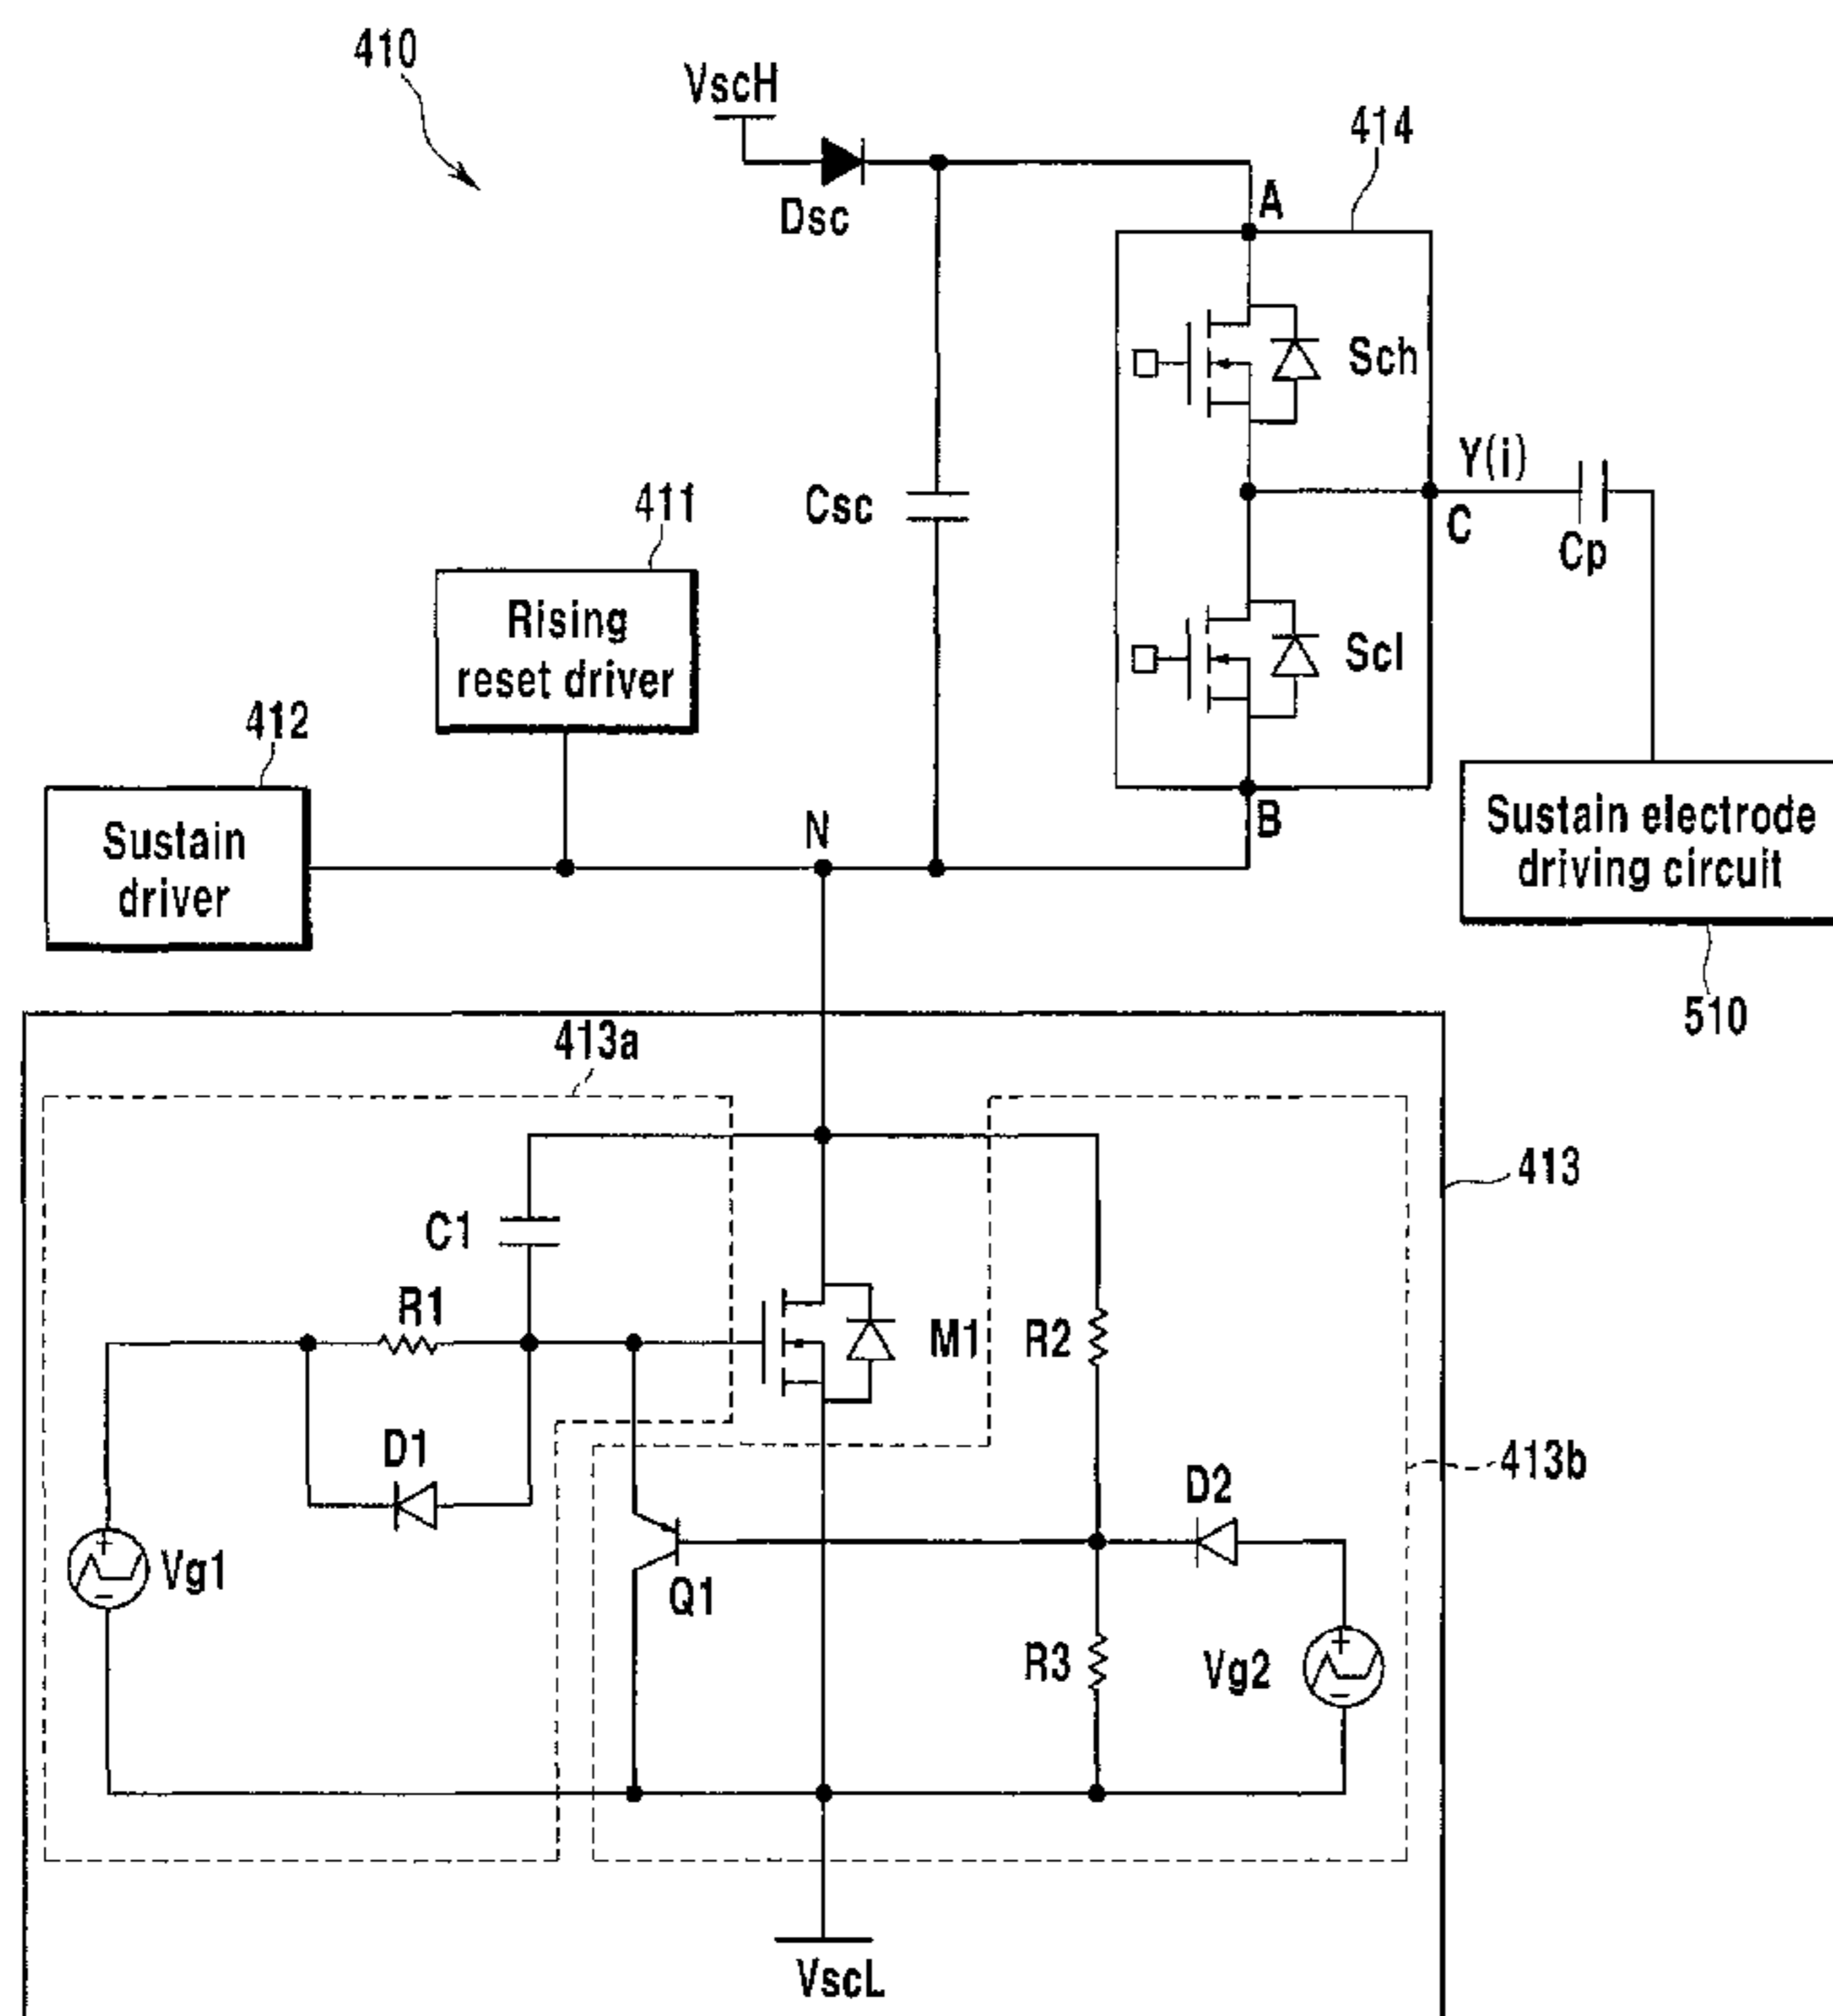 410
VscH
414
Dsc
A
Sch
Y(i)
411
Csc
C
Cp
Rising
reset driver
Scl
412
Sustain
driver
N
B
Sustain electrode
driving circuit
510
413a
413
C1
R1
M1
R2
D1
D2
413b
Vg1
+
-
Q1
R3
Vg2
+
-
VscL